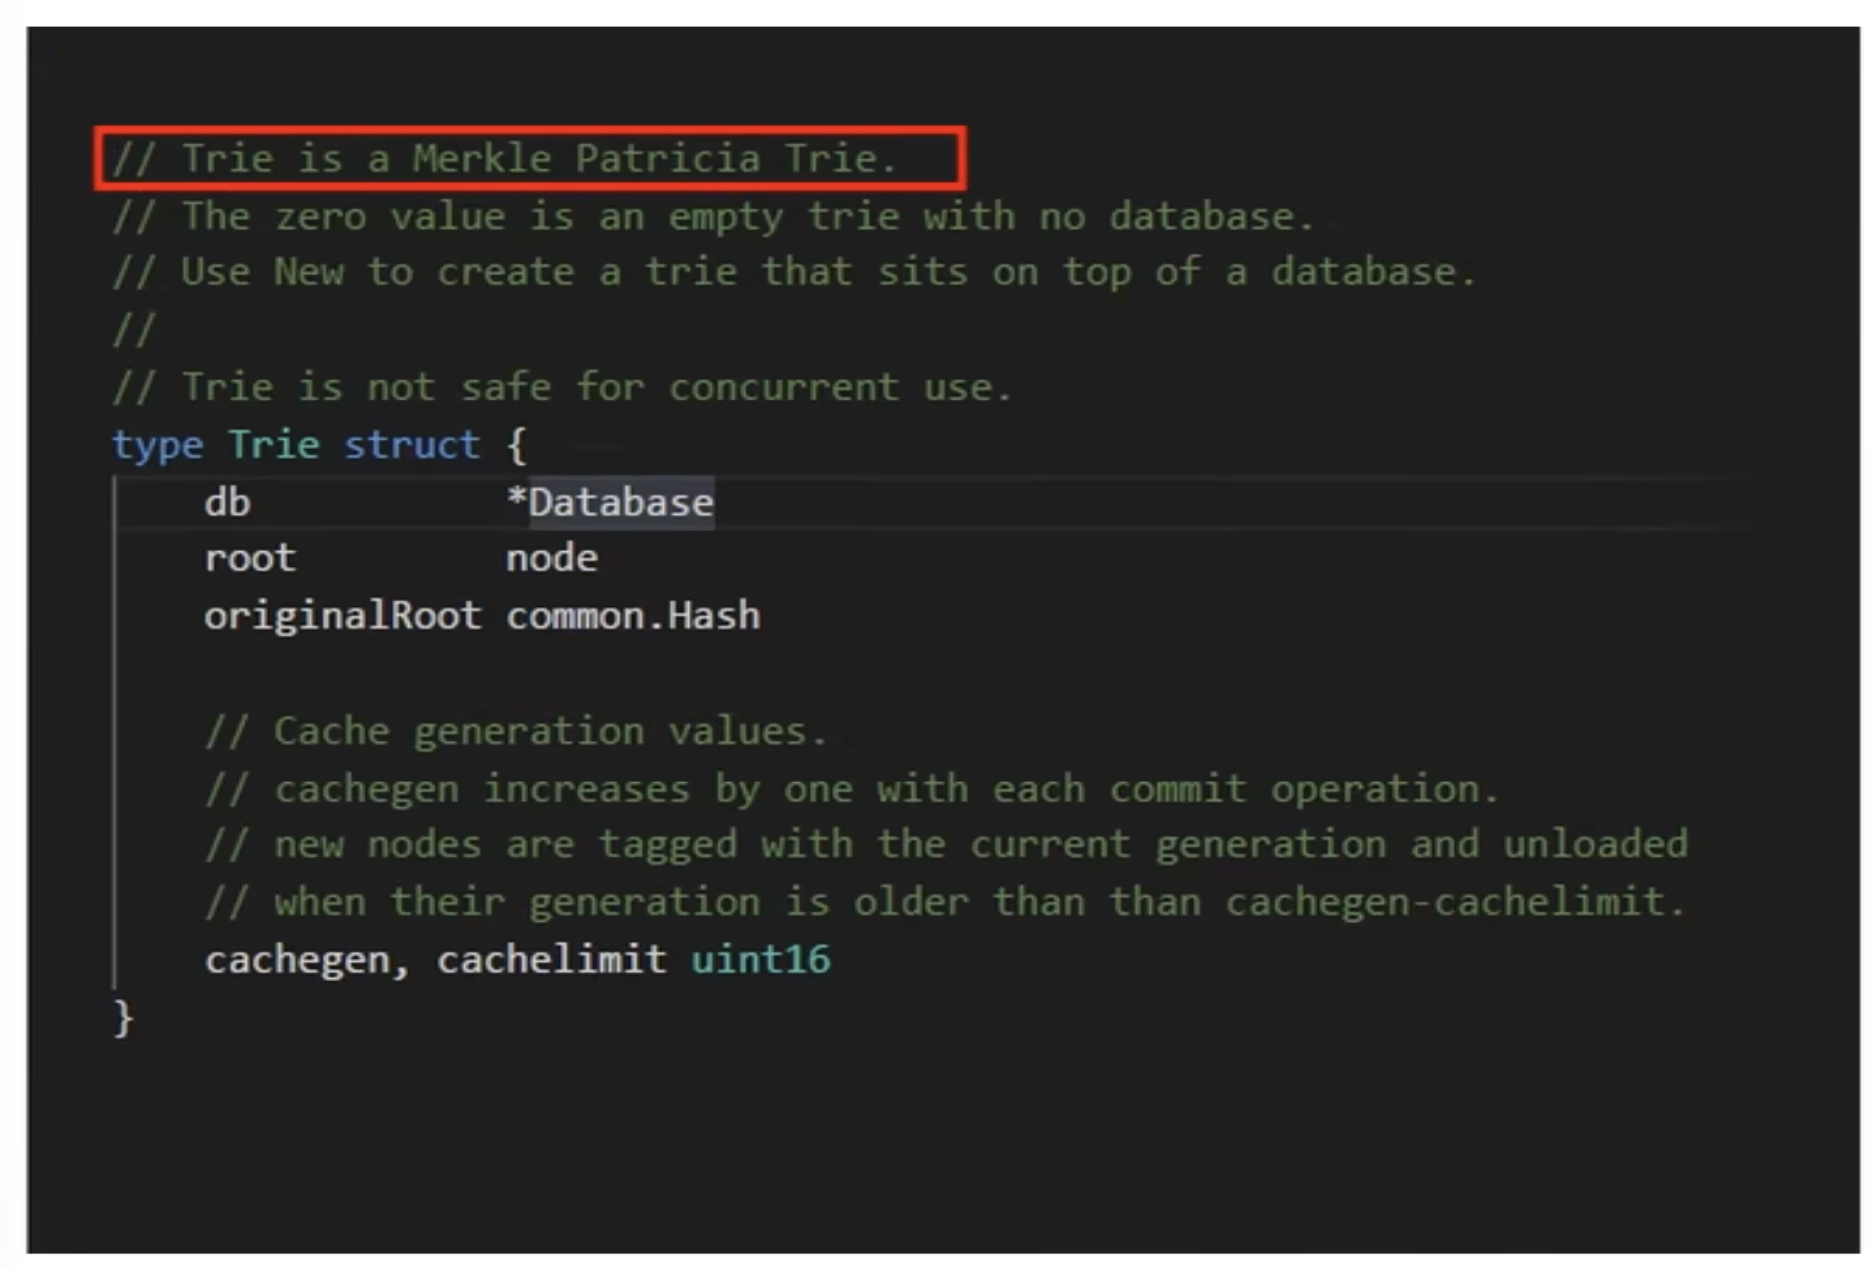 // Trie is a Merkle Patricia Trie.
// The zero value is an empty trie with no database.
// Use New to create a trie that sits on top of a database.
//
// Trie is not safe for concurrent use.
type Trie struct {
    db           *Database
    root         node
    originalRoot common.Hash

    // Cache generation values.
    // cachegen increases by one with each commit operation.
    // new nodes are tagged with the current generation and unloaded
    // when their generation is older than than cachegen-cachelimit.
    cachegen, cachelimit uint16
}